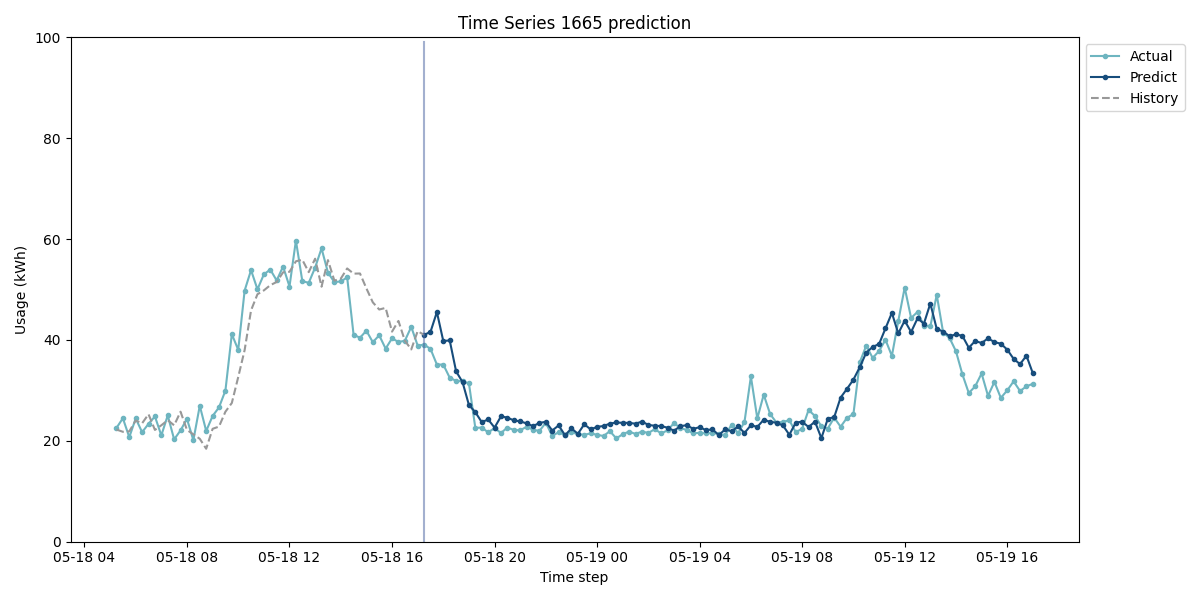 Time Series 1665 prediction
Actual
Predict
History
Usage (kWh)
100
80
60
40
20
0
05-18 04 05-18 08 05-18 12 05-18 16 05-18 20 05-19 00 05-19 04 05-19 08 05-19 12 05-19 16
Time step